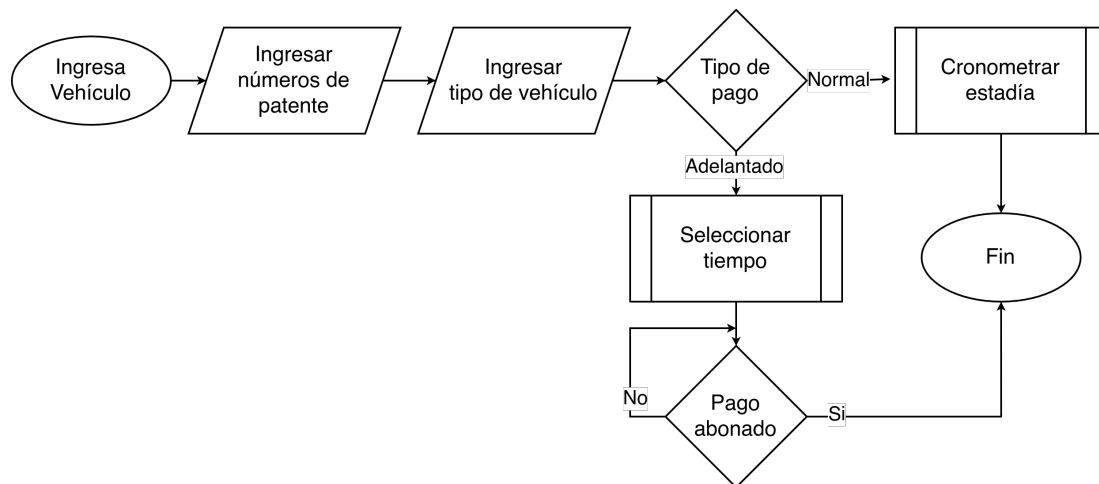 Ingresa
Vehículo
Ingresar
números de
patente
Ingresar
tipo de vehículo
Tipo de
pago
Normal
Cronometrar
estadía
Adelantado
Seleccionar
tiempo
Fin
No
Pago
abonado
Si